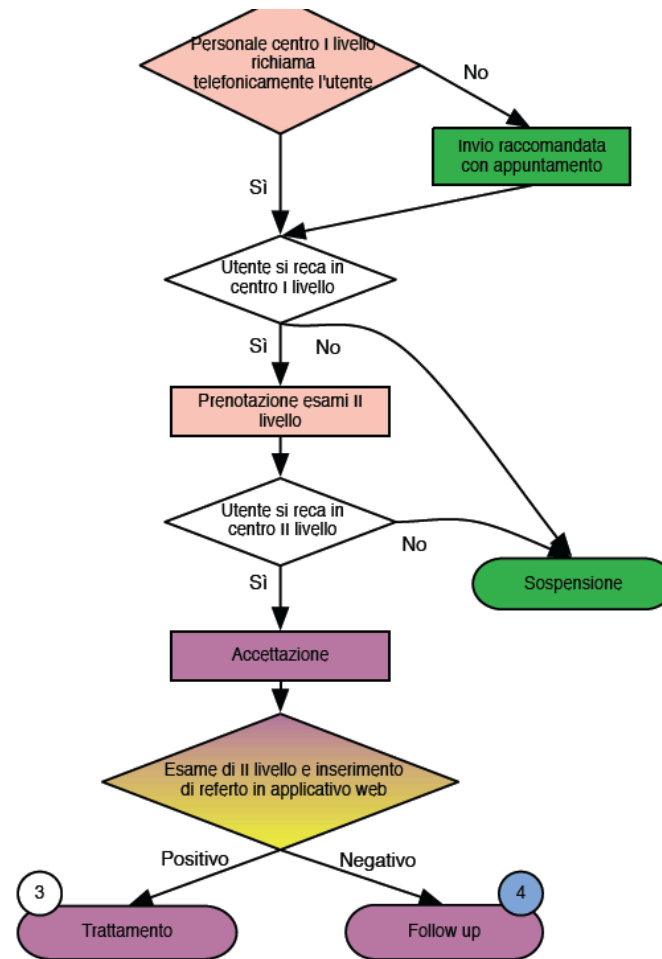 Personale centro I livello
richiama
telefonicamente l'utente
No
Invio raccomandata
con appuntamento
Sì
Utente si reca in
centro I livello
Sì
No
Prenotazione esami II
livello
Utente si reca in
centro II livello
No
Sì
Sospensione
Accettazione
Esame di II livello e inserimento
di referto in applicativo web
Positivo
Negativo
3
4
Trattamento
Follow up